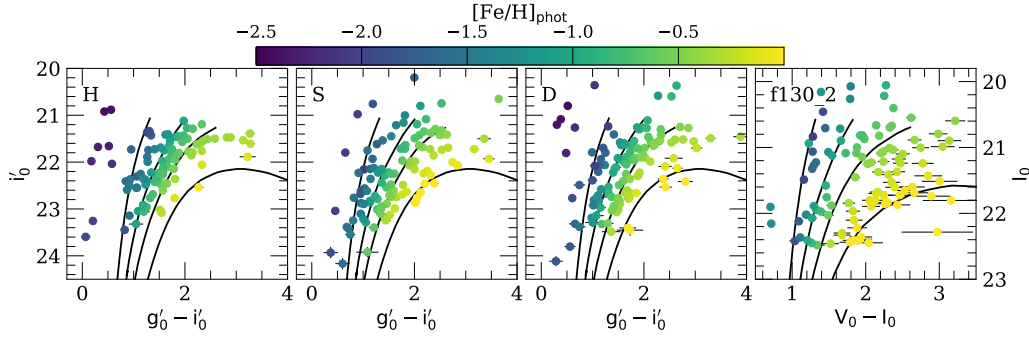 [Fe/H]phot
−2.5 −2.0 −1.5 −1.0 −0.5
H S D f130_2
20 21 22 23 24
i′0
20 21 22 23
I0
0 2 4 0 2 4 0 2 4 1 2 3
g′0 − i′0 g′0 − i′0 g′0 − i′0 V0 − I0